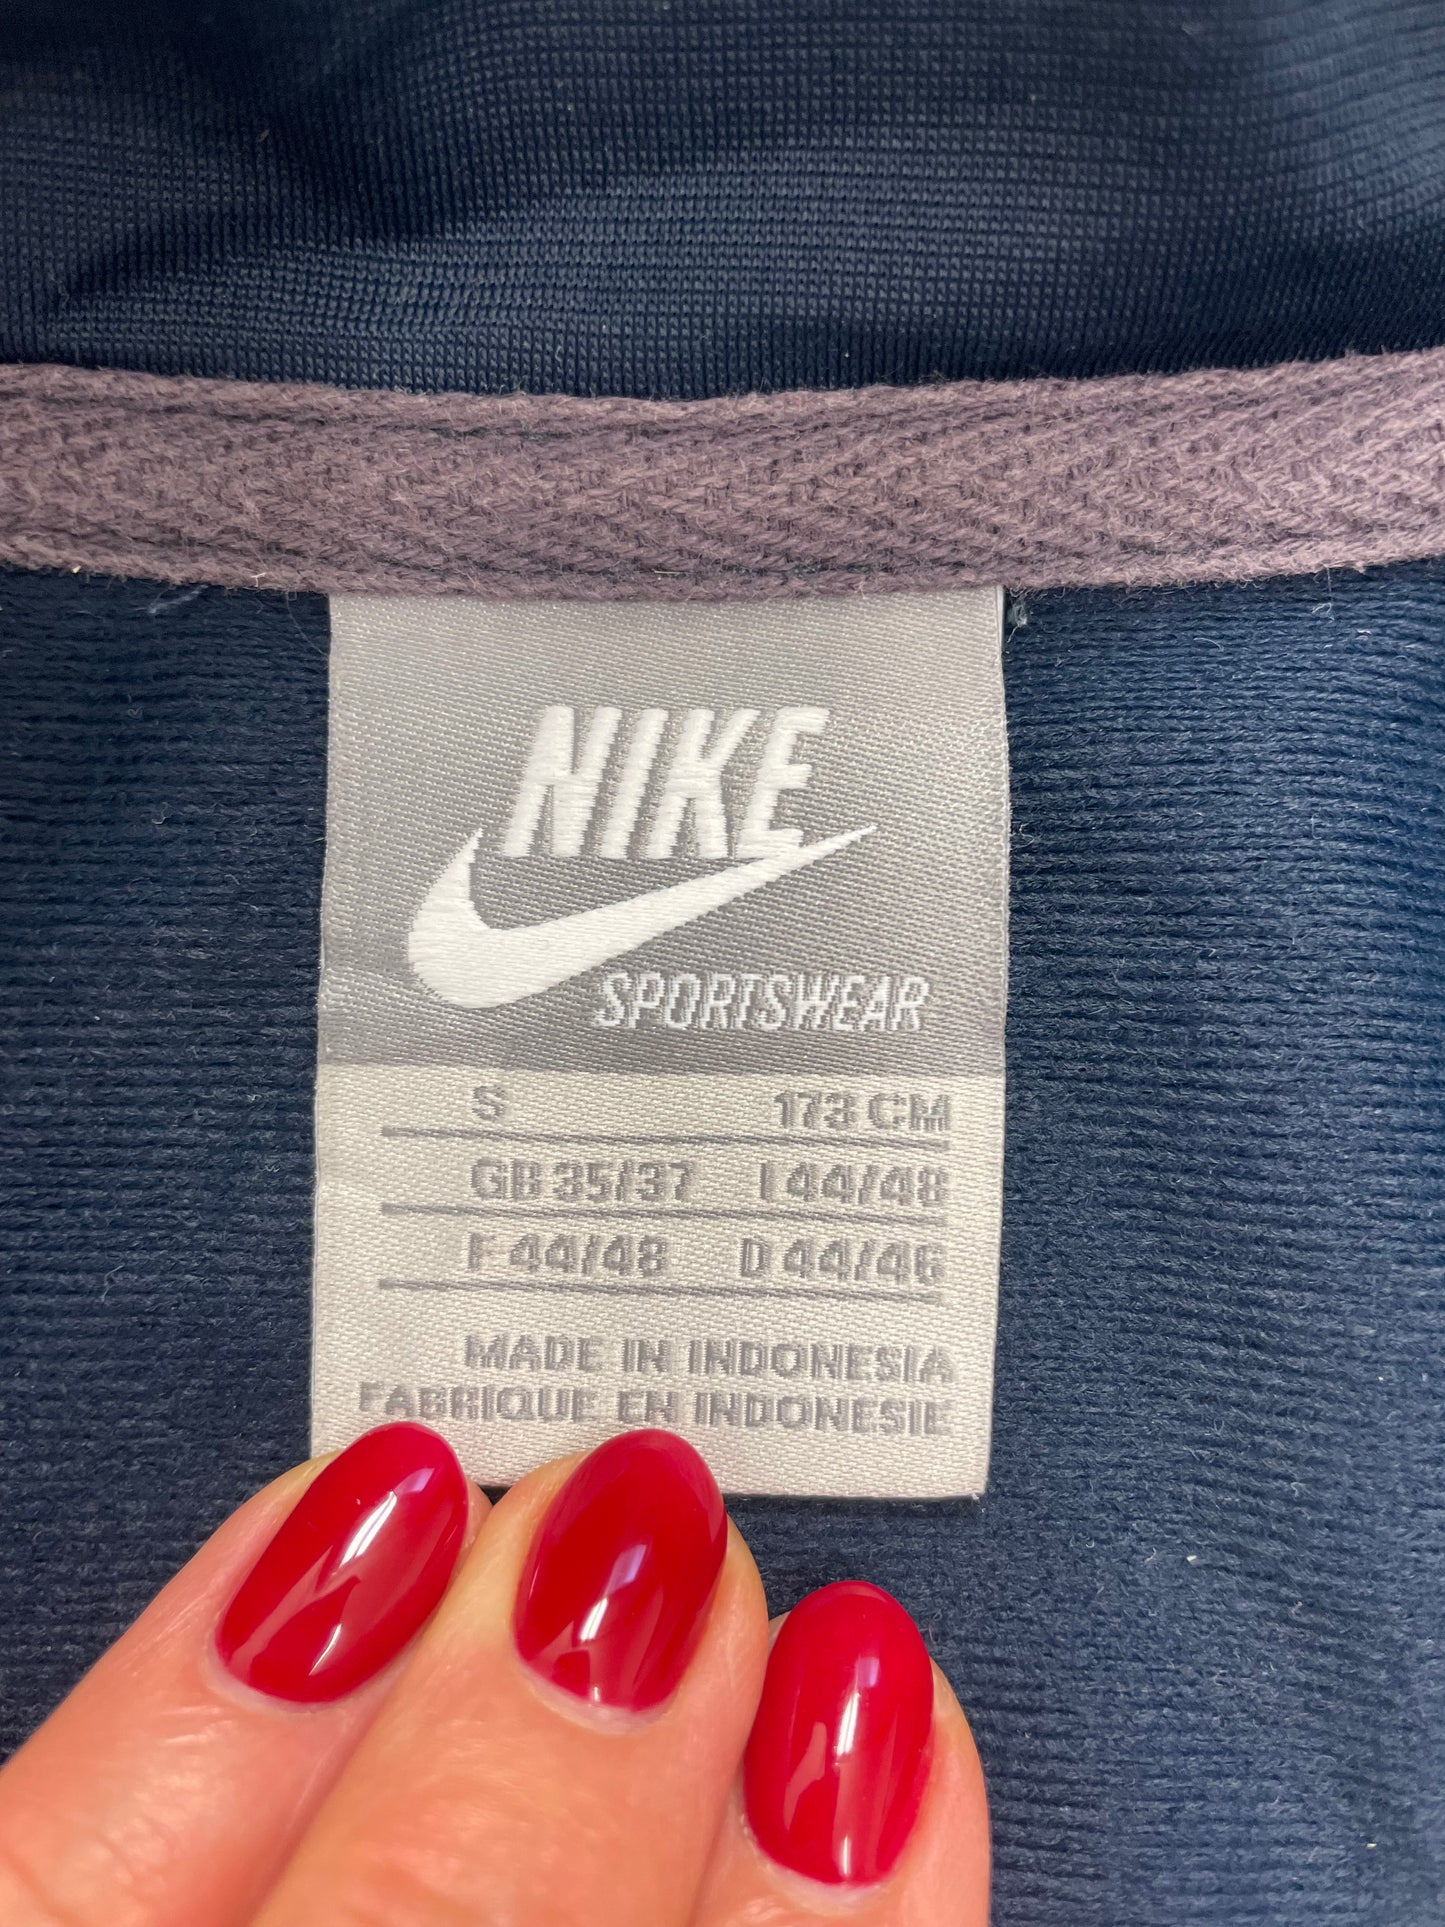 NIKE
SPORTSWEAR
S 173 CM
GB 35/37 I 44/48
F 44/48 D 44/46
MADE IN INDONESIA
FABRIQUE EN INDONESIE